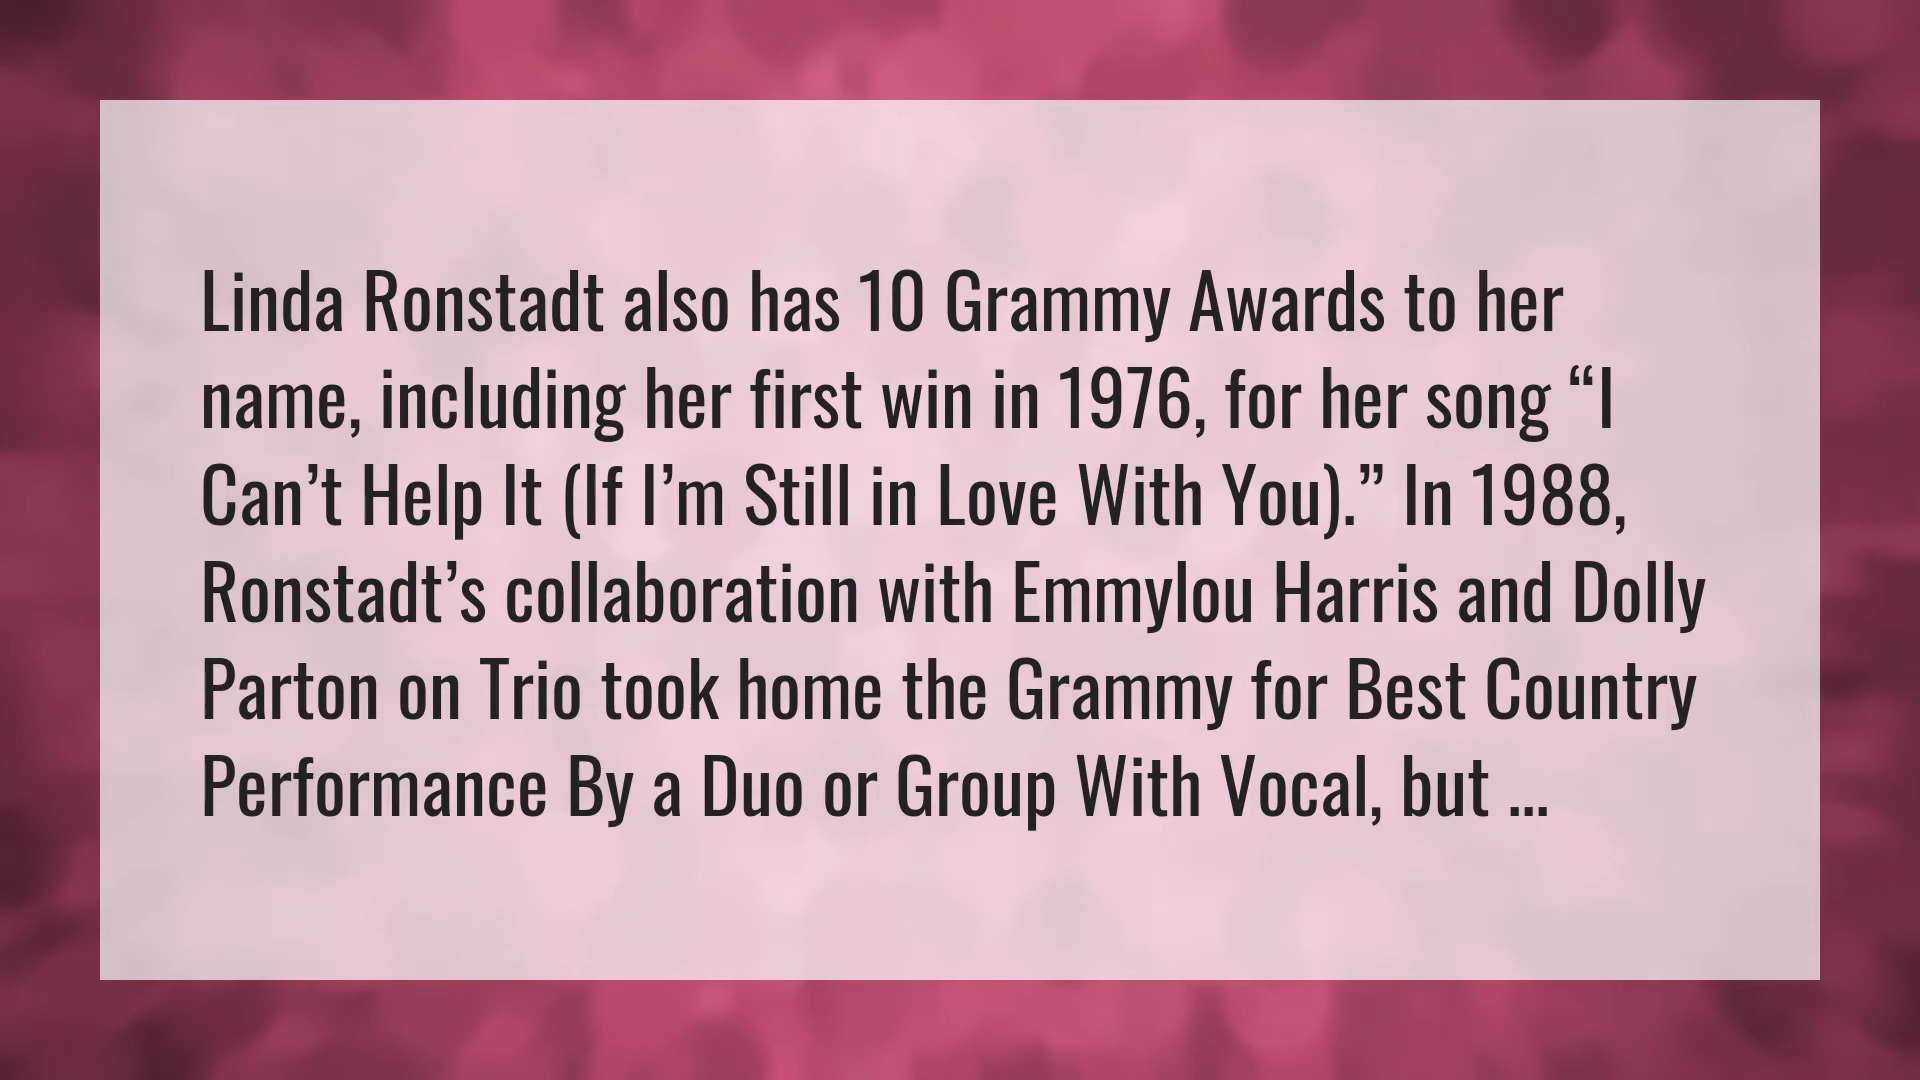 Linda Ronstadt also has 10 Grammy Awards to her
name, including her first win in 1976, for her song “I
Can’t Help It (If I’m Still in Love With You).” In 1988,
Ronstadt’s collaboration with Emmylou Harris and Dolly
Parton on Trio took home the Grammy for Best Country
Performance By a Duo or Group With Vocal, but ...